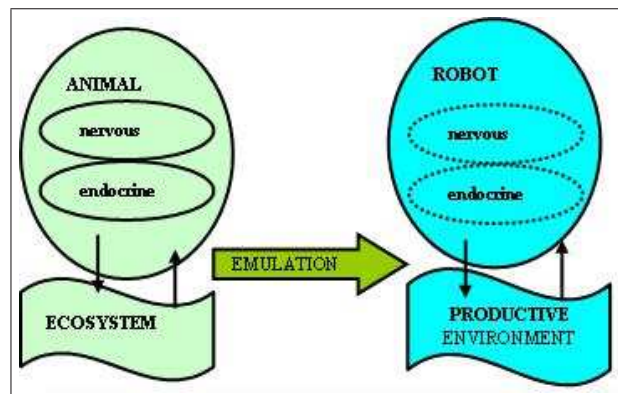 ANIMAL
nervous
endocrine
ECOSYSTEM
EMULATION
ROBOT
nervous
endocrine
PRODUCTIVE
ENVIRONMENT